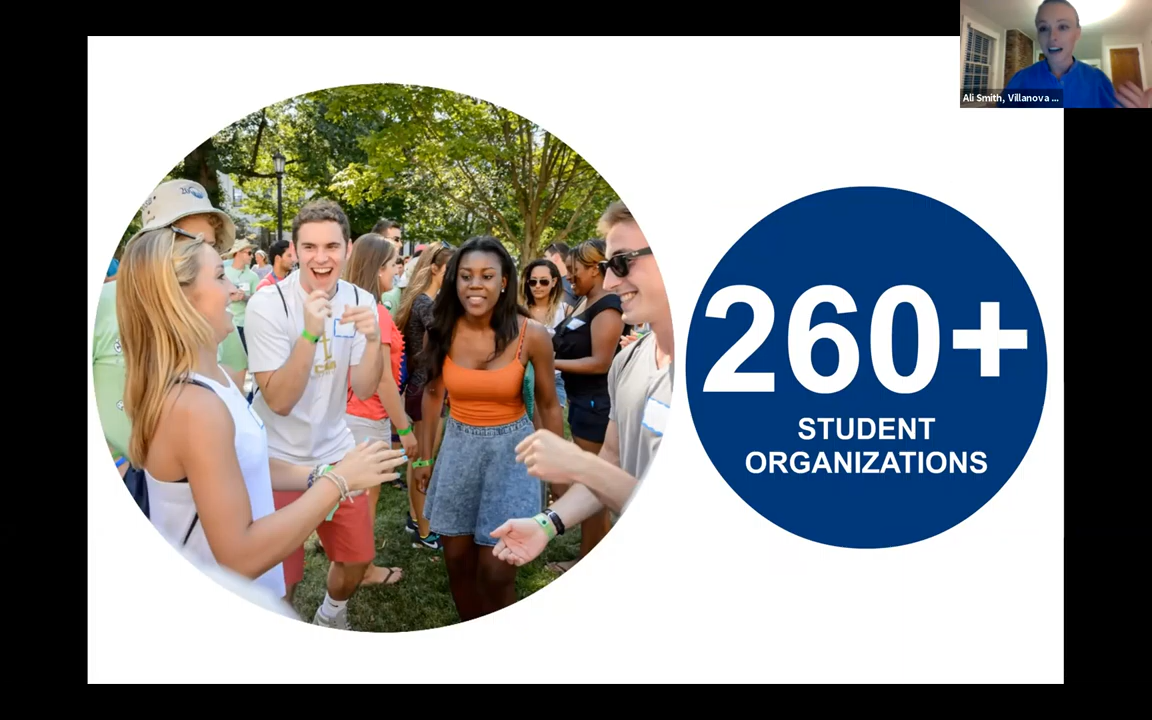 Ali Smith, Villanova ...
260+
STUDENT
ORGANIZATIONS